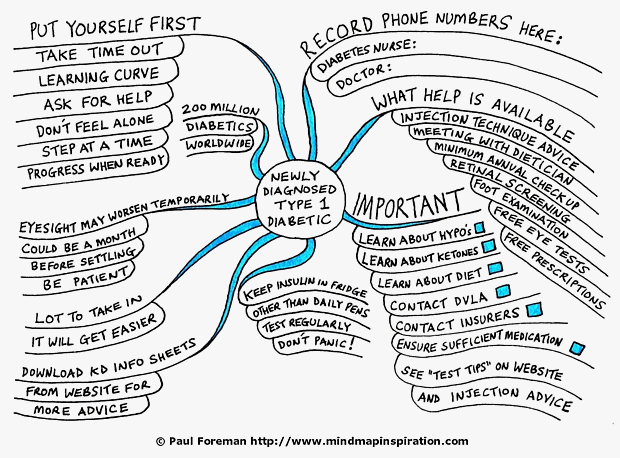 PUT YOURSELF FIRST
TAKE TIME OUT
LEARNING CURVE
ASK FOR HELP
DON'T FEEL ALONE
STEP AT A TIME
PROGRESS WHEN READY
200 MILLION
DIABETICS
WORLDWIDE
RECORD PHONE NUMBERS HERE:
DIABETES NURSE:
DOCTOR:
WHAT HELP IS AVAILABLE
INJECTION TECHNIQUE ADVICE
MEETING WITH DIETICIAN
MINIMUM ANNUAL CHECKUP
RETINAL SCREENING
FOOT EXAMINATION
FREE EYE TESTS
FREE PRESCRIPTIONS
NEWLY
DIAGNOSED
TYPE 1
DIABETIC
EYESIGHT MAY WORSEN TEMPORARILY
COULD BE A MONTH
BEFORE SETTLING
BE PATIENT
LOT TO TAKE IN
IT WILL GET EASIER
DOWNLOAD KD INFO SHEETS
FROM WEBSITE FOR
MORE ADVICE
KEEP INSULIN IN FRIDGE
OTHER THAN DAILY PENS
TEST REGULARLY
DON'T PANIC!
IMPORTANT
LEARN ABOUT HYPO'S
LEARN ABOUT KETONES
LEARN ABOUT DIET
CONTACT DVLA
CONTACT INSURERS
ENSURE SUFFICIENT MEDICATION
SEE "TEST TIPS" ON WEBSITE
AND INJECTION ADVICE
© Paul Foreman http://www.mindmapinspiration.com